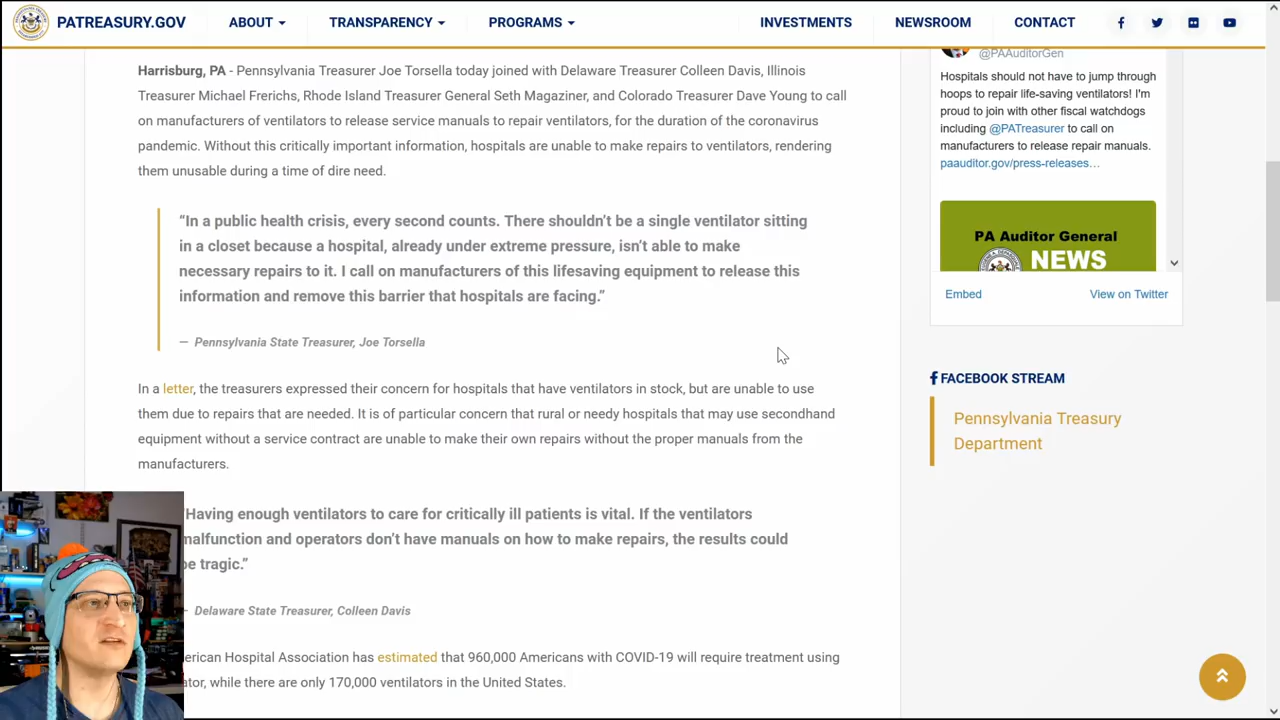 PATREASURY.GOV
ABOUT
TRANSPARENCY
PROGRAMS
INVESTMENTS
NEWSROOM
CONTACT
Harrisburg, PA - Pennsylvania Treasurer Joe Torsella today joined with Delaware Treasurer Colleen Davis, Illinois
Treasurer Michael Frerichs, Rhode Island Treasurer General Seth Magaziner, and Colorado Treasurer Dave Young to call
on manufacturers of ventilators to release service manuals to repair ventilators, for the duration of the coronavirus
pandemic. Without this critically important information, hospitals are unable to make repairs to ventilators, rendering
them unusable during a time of dire need.
“In a public health crisis, every second counts. There shouldn’t be a single ventilator sitting
in a closet because a hospital, already under extreme pressure, isn’t able to make
necessary repairs to it. I call on manufacturers of this lifesaving equipment to release this
information and remove this barrier that hospitals are facing.”
— Pennsylvania State Treasurer, Joe Torsella
In a letter, the treasurers expressed their concern for hospitals that have ventilators in stock, but are unable to use
them due to repairs that are needed. It is of particular concern that rural or needy hospitals that may use secondhand
equipment without a service contract are unable to make their own repairs without the proper manuals from the
manufacturers.
Having enough ventilators to care for critically ill patients is vital. If the ventilators
malfunction and operators don’t have manuals on how to make repairs, the results could
be tragic.”
— Delaware State Treasurer, Colleen Davis
erican Hospital Association has estimated that 960,000 Americans with COVID-19 will require treatment using
ator, while there are only 170,000 ventilators in the United States.
@PAAuditorGen
Hospitals should not have to jump through
hoops to repair life-saving ventilators! I'm
proud to join with other fiscal watchdogs
including @PATreasurer to call on
manufacturers to release repair manuals.
paauditor.gov/press-releases…
PA Auditor General
NEWS
Embed
View on Twitter
FACEBOOK STREAM
Pennsylvania Treasury
Department